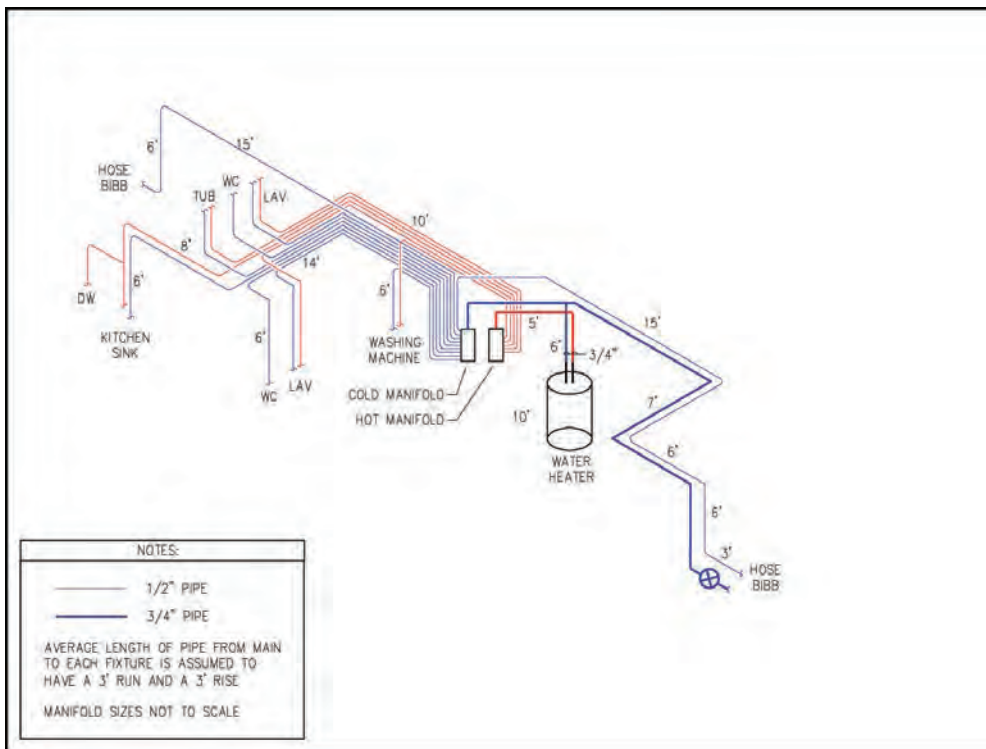 15'
6'
HOSE
BIBB
WC
TUB
LAV
10'
8'
14'
DW
6'
KITCHEN
SINK
6'
WASHING
MACHINE
6'
WC
LAV
5'
6'
3/4"
15'
COLD MANIFOLD
HOT MANIFOLD
10'
WATER
HEATER
7'
6'
6'
3'
HOSE
BIBB
NOTES:
1/2" PIPE
3/4" PIPE
AVERAGE LENGTH OF PIPE FROM MAIN
TO EACH FIXTURE IS ASSUMED TO
HAVE A 3' RUN AND A 3' RISE
MANIFOLD SIZES NOT TO SCALE